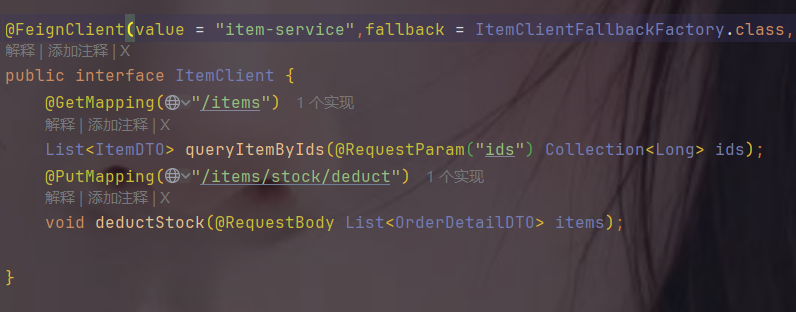 @FeignClient(value = "item-service",fallback = ItemClientFallbackFactory.class,
解释 | 添加注释 | X
public interface ItemClient {
@GetMapping("/items") 1 个实现
解释 | 添加注释 | X
List<ItemDTO> queryItemByIds(@RequestParam("ids") Collection<Long> ids);
@PutMapping("/items/stock/deduct") 1 个实现
解释 | 添加注释 | X
void deductStock(@RequestBody List<OrderDetailDTO> items);
}